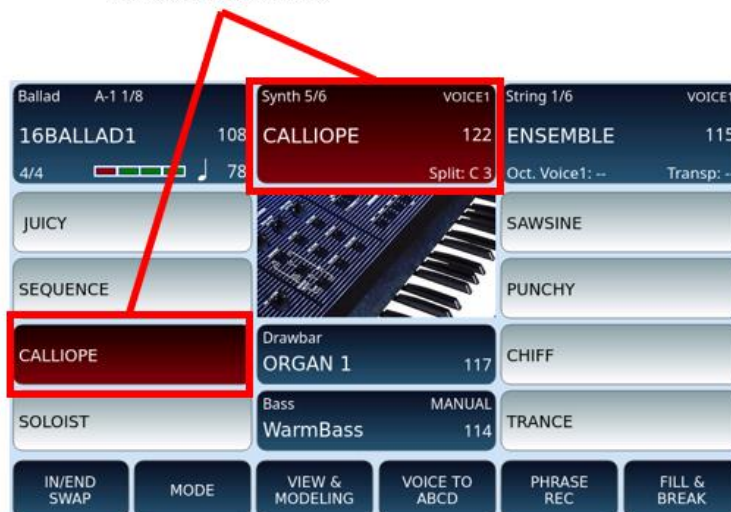 Ballad A-1 1/8
16BALLAD1 108
4/4 78
Synth 5/6 VOICE1
CALLIOPE 122
Split: C 3
String 1/6 VOICE1
ENSEMBLE 115
Oct. Voice1: -- Transp: --
JUICY
SAWSINE
SEQUENCE
PUNCHY
CALLIOPE
Drawbar
ORGAN 1 117
CHIFF
SOLOIST
Bass MANUAL
WarmBass 114
TRANCE
IN/END
SWAP
MODE
VIEW &
MODELING
VOICE TO
ABCD
PHRASE
REC
FILL &
BREAK